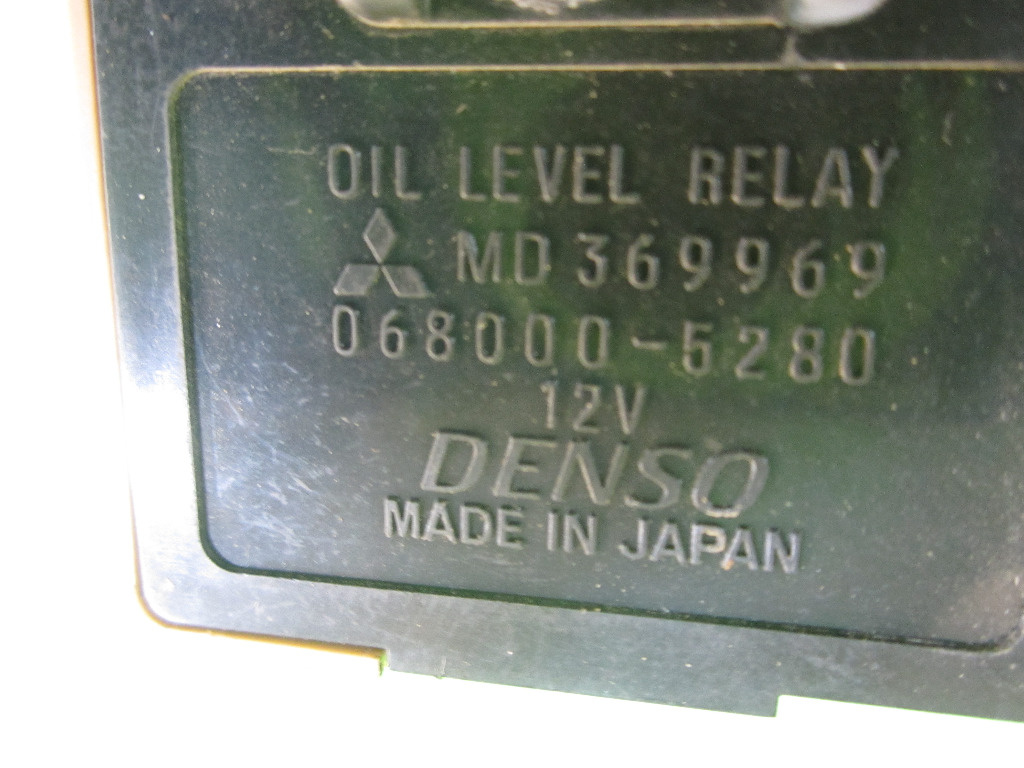 OIL LEVEL RELAY
MD369969
068000-5280
12V
DENSO
MADE IN JAPAN